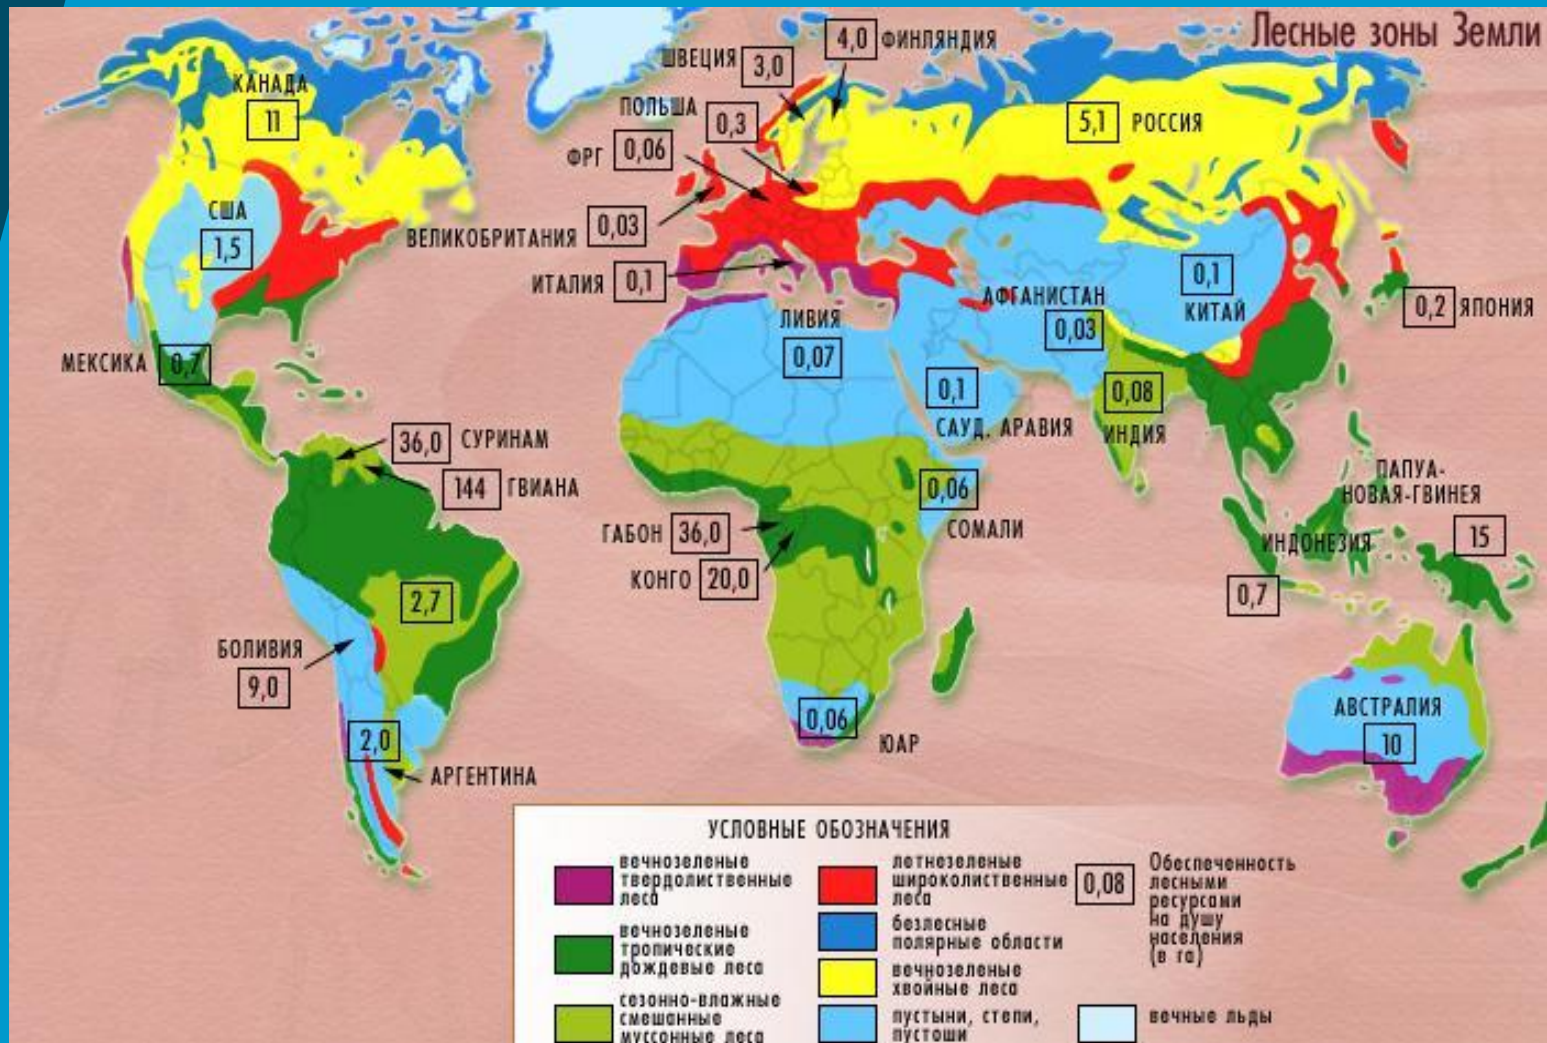 Лесные зоны Земли
4,0 ФИНЛЯНДИЯ
ШВЕЦИЯ 3,0
КАНАДА
11
ПОЛЬША
0,3
ФРГ 0,06
5,1 РОССИЯ
США
1,5
ВЕЛИКОБРИТАНИЯ 0,03
ИТАЛИЯ 0,1
АФГАНИСТАН
0,03
0,1
КИТАЙ
0,2 ЯПОНИЯ
ЛИВИЯ
0,07
МЕКСИКА 0,7
0,1
САУД. АРАВИЯ
0,08
ИНДИЯ
36,0 СУРИНАМ
144 ГВИАНА
0,06
СОМАЛИ
ПАПУА-
НОВАЯ-ГВИНЕЯ
15
ГАБОН 36,0
КОНГО 20,0
ИНДОНЕЗИЯ
0,7
2,7
БОЛИВИЯ
9,0
2,0
АРГЕНТИНА
0,06
ЮАР
АВСТРАЛИЯ
10
УСЛОВНЫЕ ОБОЗНАЧЕНИЯ
вечнозеленые
твердолиственные
леса
вечнозеленые
тропические
дождевые леса
сезонно-влажные
смешанные
муссонные леса
летнезеленые
широколиственные
леса
безлесные
полярные области
вечнозеленые
хвойные леса
пустыни, степи,
пустоши
0,08
Обеспеченность
лесными
ресурсами
на душу
населения
(в га)
вечные льды